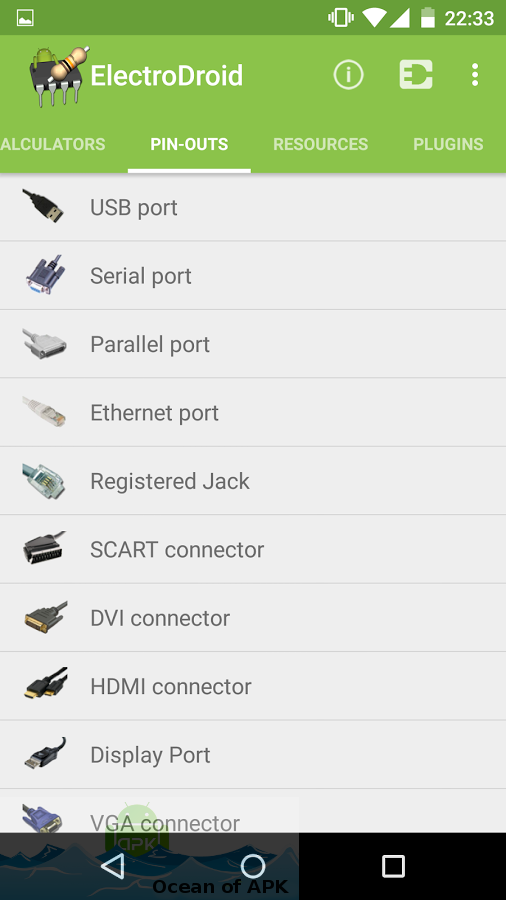 22:33
ElectroDroid
ALCULATORS PIN-OUTS RESOURCES PLUGINS
USB port
Serial port
Parallel port
Ethernet port
Registered Jack
SCART connector
DVI connector
HDMI connector
Display Port
VGA connector
APK
Ocean of APK